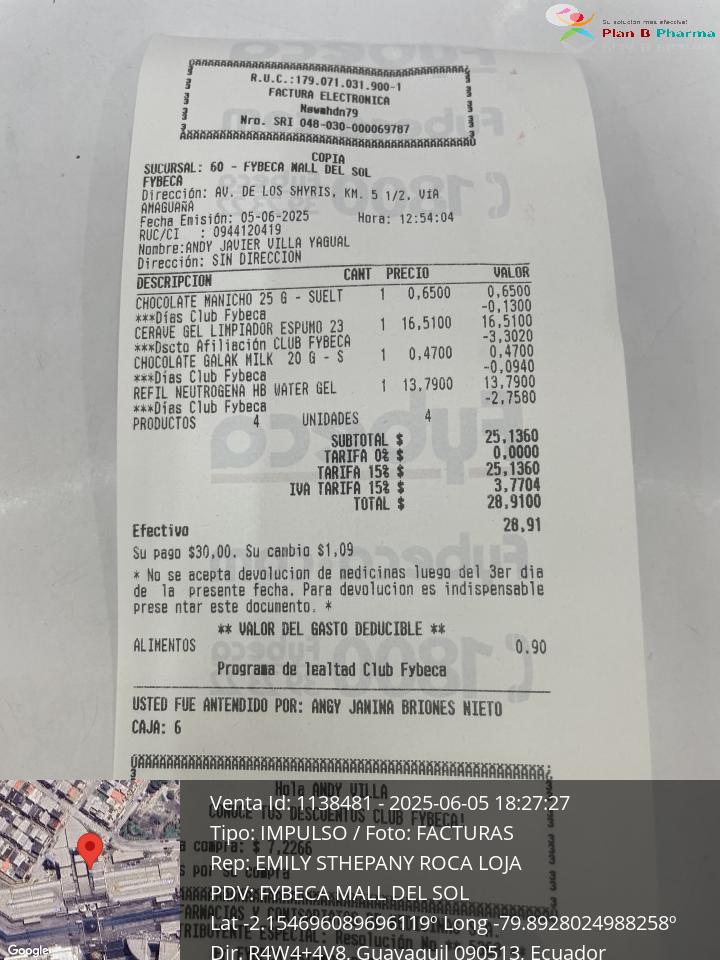 Su solución más efectiva!
Plan B Pharma
R.U.C.:179.071.031.900-1
FACTURA ELECTRONICA
Nro. SRI 048-030-000069787
COPIA
SUCURSAL: 60 - FYBECA MALL DEL SOL
FYBECA
Dirección: AV. DE LOS SHYRIS, KM. 5 1/2, VíA
AMAGUAÑA
Fecha Emisión: 05-06-2025 Hora: 12:54:04
RUC/CI : 0944120419
Nombre:ANDY JAVIER VILLA YAGUAL
Dirección: SIN DIRECCION
DESCRIPCION CANT PRECIO VALOR
CHOCOLATE MANICHO 25 G - SUELT 1 0,6500 0,6500
***Días Club Fybeca -0,1300
CERAVE GEL LIMPIADOR ESPUMO 23 1 16,5100 16,5100
***Dscto Afiliación CLUB FYBECA -3,3020
CHOCOLATE GALAK MILK 20 G - S 1 0,4700 0,4700
***Días Club Fybeca -0,0940
REFIL NEUTROGENA HB WATER GEL 1 13,7900 13,7900
***Días Club Fybeca -2,7580
PRODUCTOS 4 UNIDADES 4
SUBTOTAL $ 25,1360
TARIFA 0% $ 0,0000
TARIFA 15% $ 25,1360
IVA TARIFA 15% $ 3,7704
TOTAL $ 28,9100
Efectivo 28,91
Su pago $30,00. Su cambio $1,09
* No se acepta devolucion de medicinas luego del 3er dia
de la presente fecha. Para devolucion es indispensable
prese ntar este documento. *
** VALOR DEL GASTO DEDUCIBLE **
ALIMENTOS 0.90
Programa de lealtad Club Fybeca
USTED FUE ANTENDIDO POR: ANGY JANINA BRIONES NIETO
CAJA: 6
Hola ANDY VILLA
CONOCE TUS DESCUENTOS CLUB FYBECA!
compra: $ 7,2266
por su compra
Venta Id: 1138481 - 2025-06-05 18:27:27
Tipo: IMPULSO / Foto: FACTURAS
Rep: EMILY STHEPANY ROCA LOJA
PDV: FYBECA MALL DEL SOL
Lat -2.154696089696119º Long -79.8928024988258º
Dir. R4W4+4V8, Guayaquil 090513, Ecuador
Google